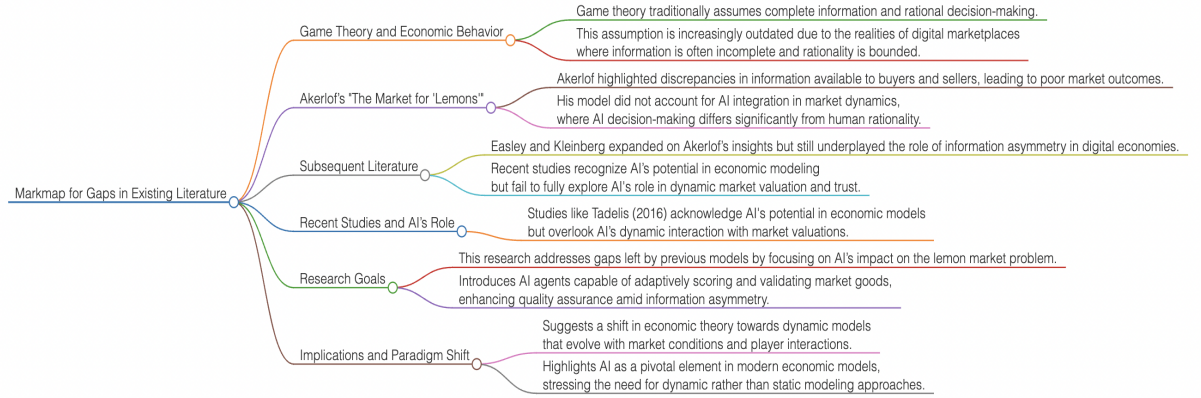 Markmap for Gaps in Existing Literature
Game Theory and Economic Behavior
Game theory traditionally assumes complete information and rational decision-making.
This assumption is increasingly outdated due to the realities of digital marketplaces
where information is often incomplete and rationality is bounded.
Akerlof's "The Market for 'Lemons'"
Akerlof highlighted discrepancies in information available to buyers and sellers, leading to poor market outcomes.
His model did not account for AI integration in market dynamics,
where AI decision-making differs significantly from human rationality.
Subsequent Literature
Easley and Kleinberg expanded on Akerlof's insights but still underplayed the role of information asymmetry in digital economies.
Recent studies recognize AI's potential in economic modeling
but fail to fully explore AI's role in dynamic market valuation and trust.
Recent Studies and AI's Role
Studies like Tadelis (2016) acknowledge AI's potential in economic models
but overlook AI's dynamic interaction with market valuations.
Research Goals
This research addresses gaps left by previous models by focusing on AI's impact on the lemon market problem.
Introduces AI agents capable of adaptively scoring and validating market goods,
enhancing quality assurance amid information asymmetry.
Implications and Paradigm Shift
Suggests a shift in economic theory towards dynamic models
that evolve with market conditions and player interactions.
Highlights AI as a pivotal element in modern economic models,
stressing the need for dynamic rather than static modeling approaches.